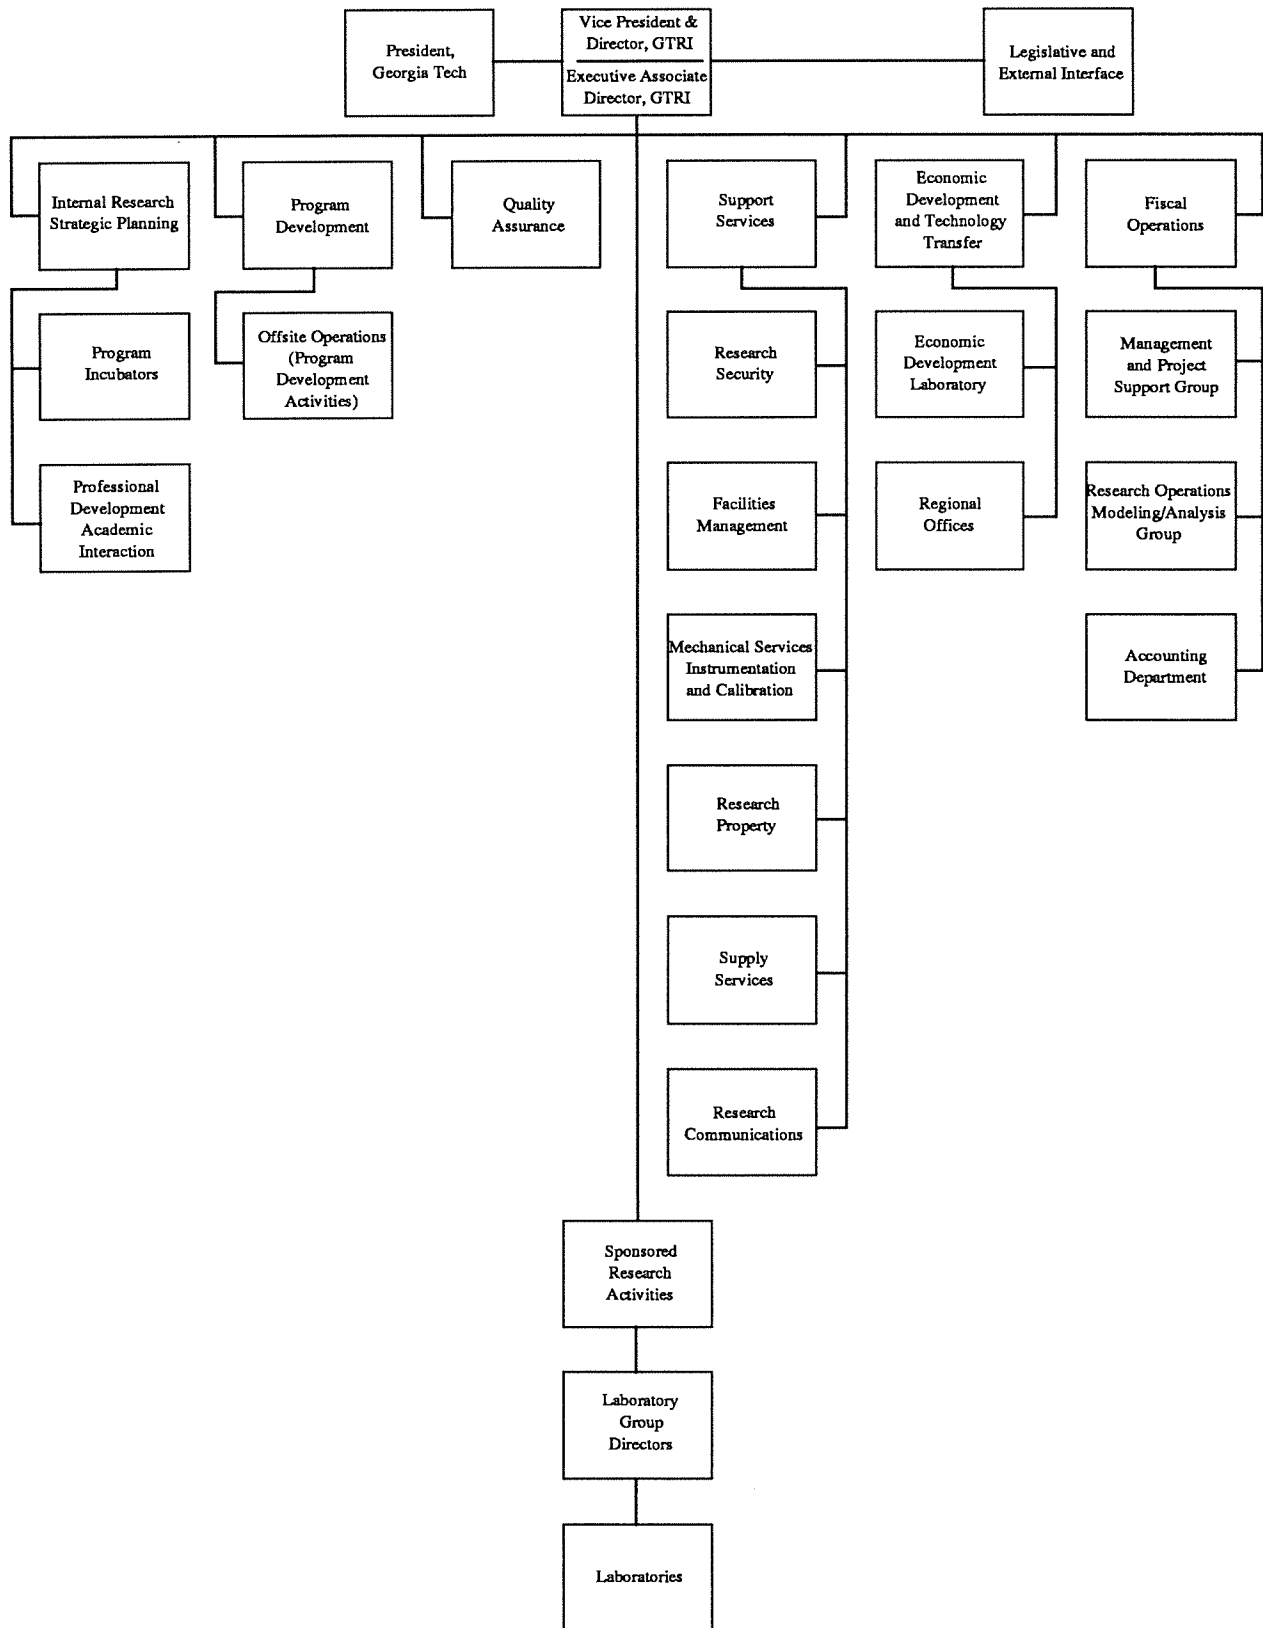 President,
Georgia Tech
Vice President &
Director, GTRI
Executive Associate
Director, GTRI
Legislative and
External Interface
Internal Research
Strategic Planning
Program
Development
Quality
Assurance
Support
Services
Economic
Development
and Technology
Transfer
Fiscal
Operations
Program
Incubators
Offsite Operations
(Program
Development
Activities)
Research
Security
Economic
Development
Laboratory
Management
and Project
Support Group
Professional
Development
Academic
Interaction
Facilities
Management
Regional
Offices
Research Operations
Modeling/Analysis
Group
Mechanical Services
Instrumentation
and Calibration
Accounting
Department
Research
Property
Supply
Services
Research
Communications
Sponsored
Research
Activities
Laboratory
Group
Directors
Laboratories